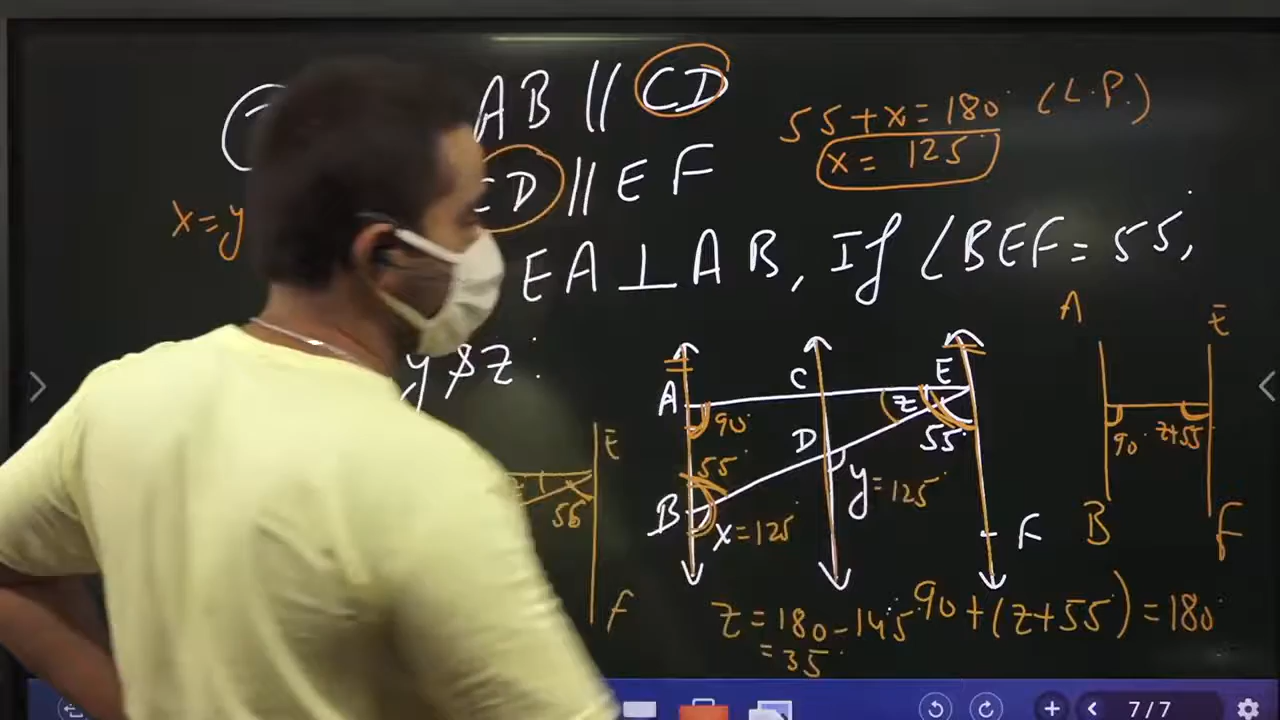 AB // CD
CD // EF
EA ⊥ AB, If ∠BEF = 55°,
y & z :
x = y
55 + x = 180° (L.P.)
x = 125°
A
C
E
z
90°
D
55°
55°
y = 125°
B
x = 125°
F
E
55
F
A
E
90°
z+55°
B
F
z = 180 - 145°
= 35°
90 + (z + 55°) = 180°
7/7